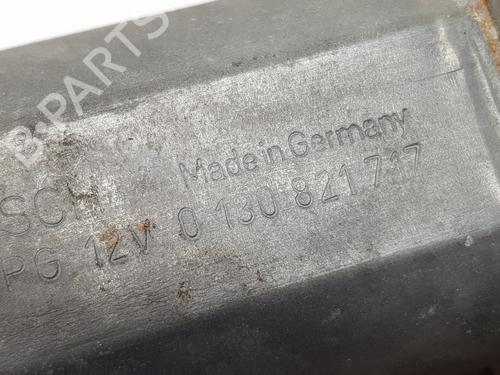 B-PARTS
SCH Made in Germany
PG 12V 0 130 821 717